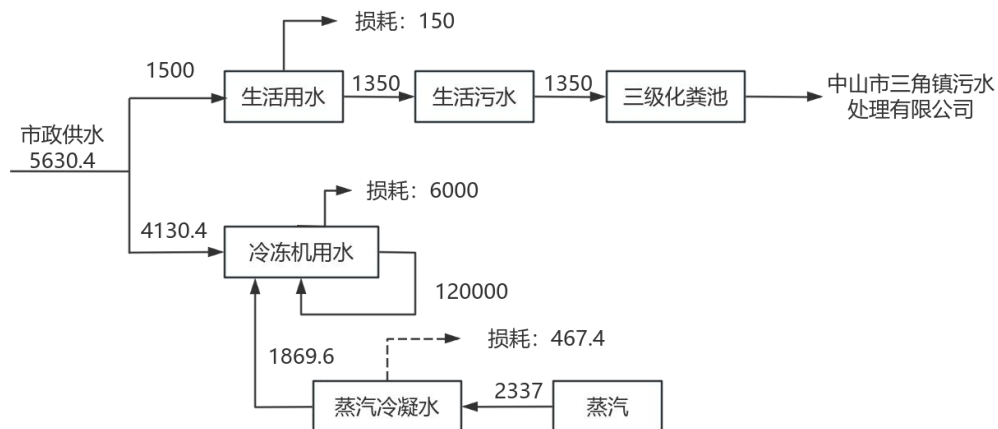 损耗：150
1500
生活用水
1350
生活污水
1350
三级化粪池
中山市三角镇污水
处理有限公司
市政供水
5630.4
损耗：6000
4130.4
冷冻机用水
120000
损耗：467.4
1869.6
蒸汽冷凝水
2337
蒸汽